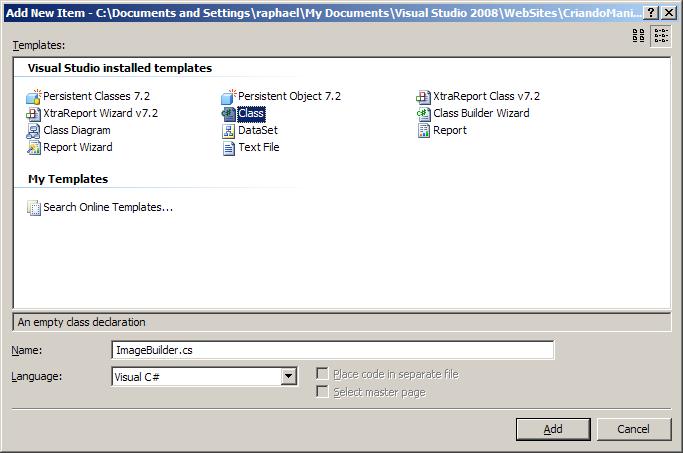 Add New Item - C:\Documents and Settings\raphael\My Documents\Visual Studio 2008\WebSites\CriandoMani...
Templates:
Visual Studio installed templates
Persistent Classes 7.2 Persistent Object 7.2 XtraReport Class v7.2
XtraReport Wizard v7.2 Class Class Builder Wizard
Class Diagram DataSet Report
Report Wizard Text File
My Templates
Search Online Templates...
An empty class declaration
Name: ImageBuilder.cs
Language: Visual C# Place code in separate file
Select master page
Add Cancel